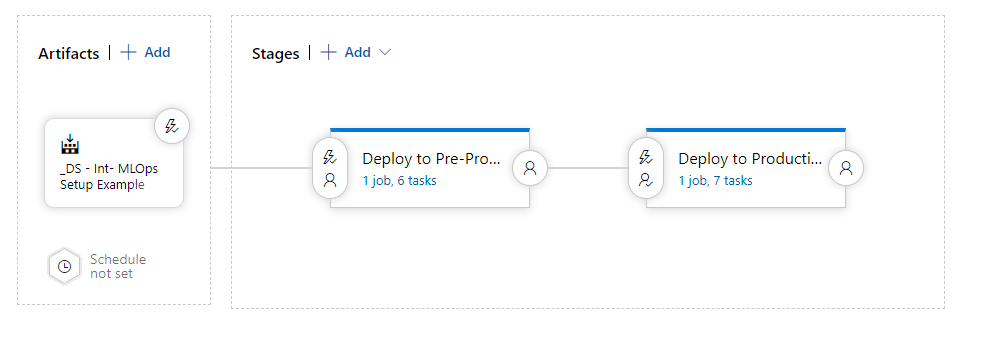 Artifacts | + Add
Stages | + Add
_DS - Int- MLOps
Setup Example
Deploy to Pre-Pro...
1 job, 6 tasks
Deploy to Producti...
1 job, 7 tasks
Schedule
not set